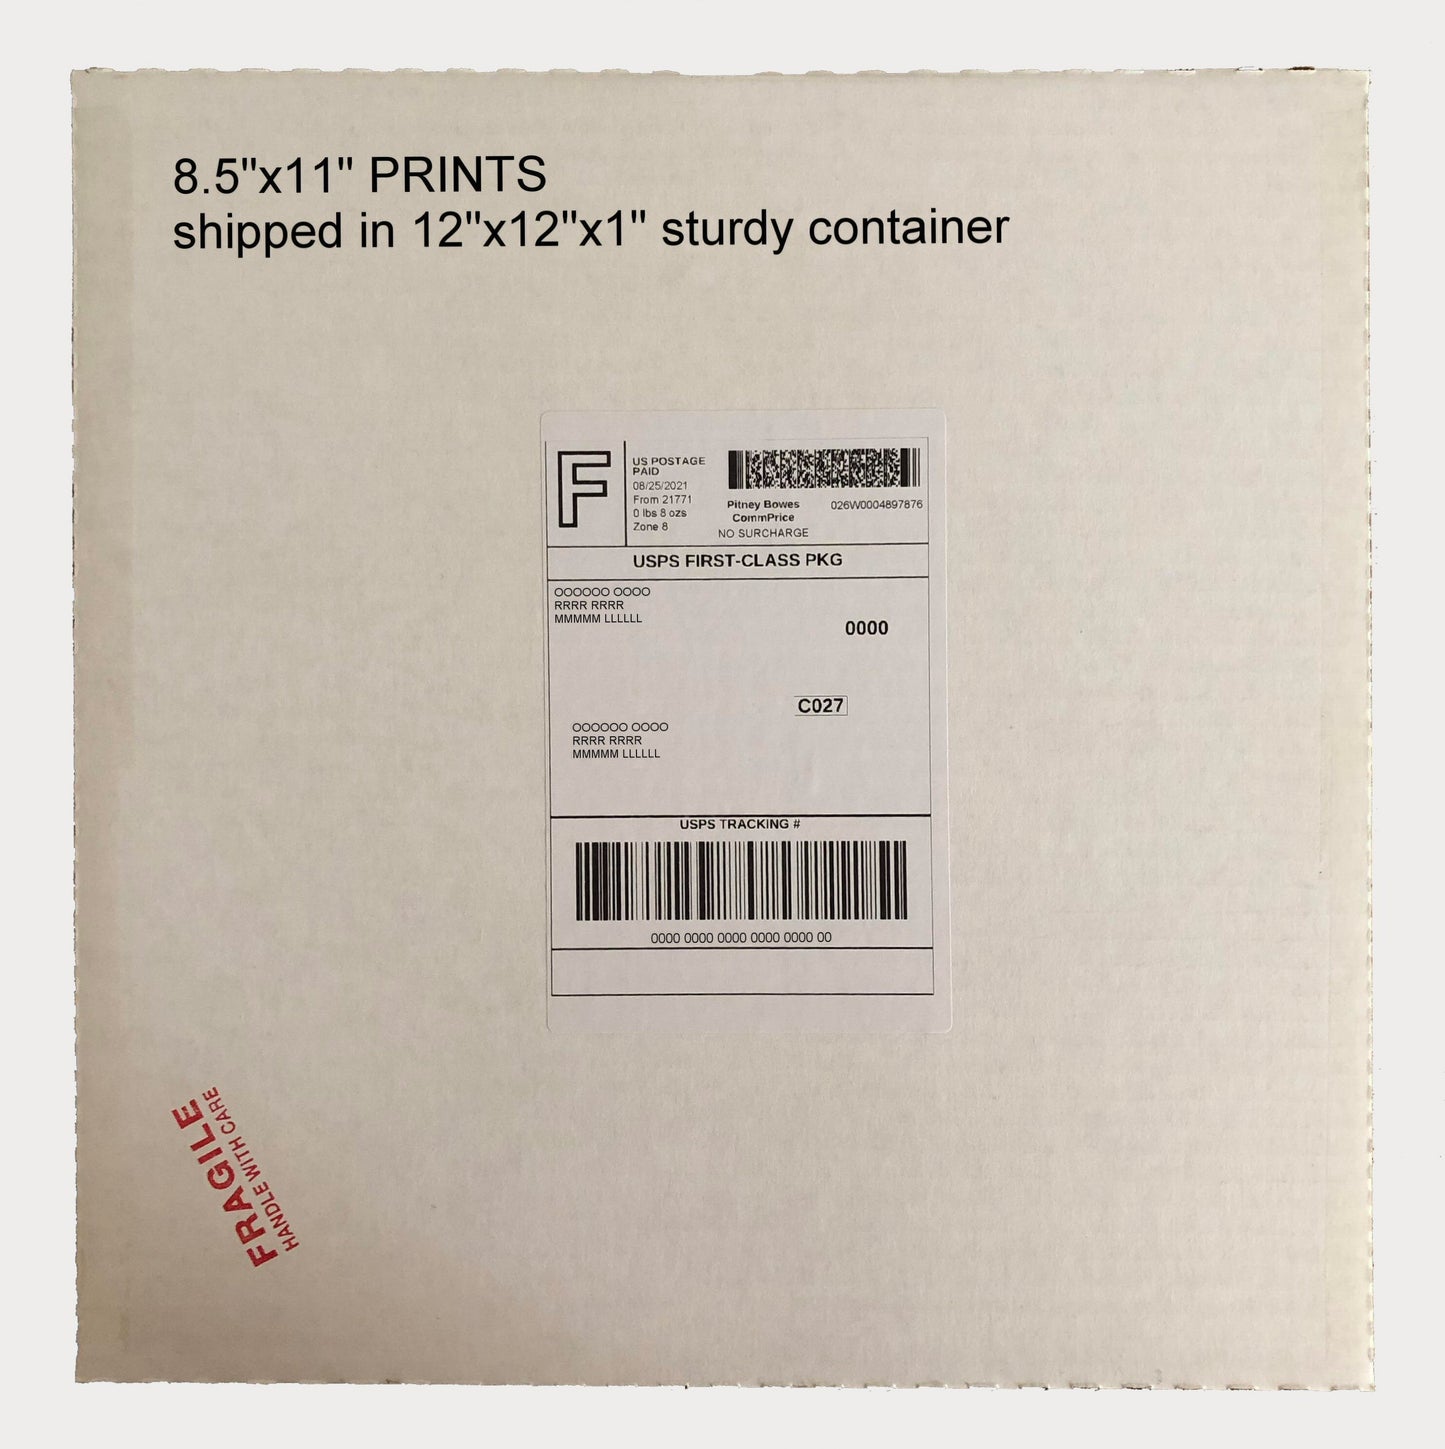 8.5"x11" PRINTS
shipped in 12"x12"x1" sturdy container
F
US POSTAGE
PAID
08/25/2021
From 21771
0 lbs 8 ozs
Zone 8
Pitney Bowes
CommPrice
NO SURCHARGE
026W0004897876
USPS FIRST-CLASS PKG
OOOOOO OOOO
RRRR RRRR
MMMMM LLLLLL
0000
C027
OOOOOO OOOO
RRRR RRRR
MMMMM LLLLLL
USPS TRACKING #
0000 0000 0000 0000 0000 00
FRAGILE
HANDLE WITH CARE